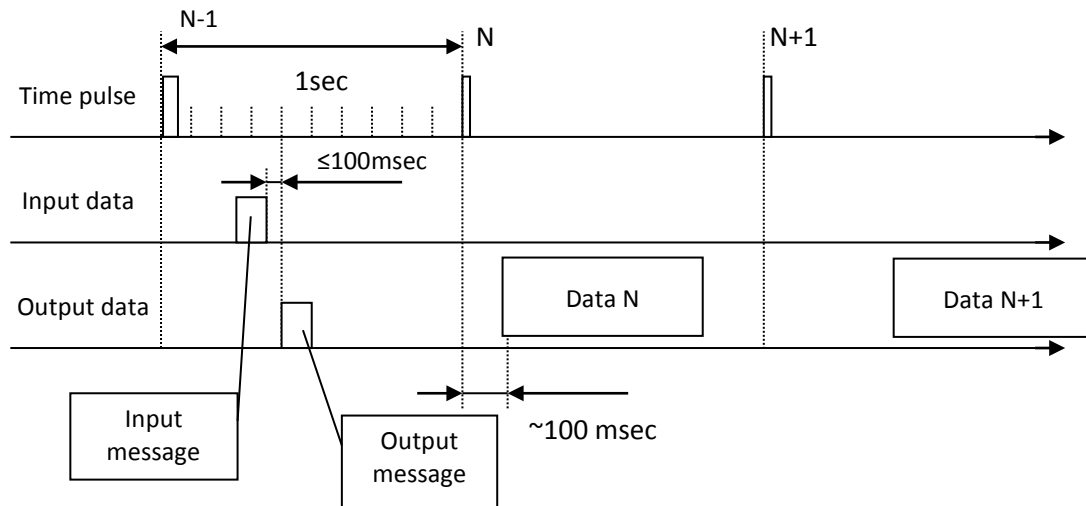 N-1
N
N+1
1sec
Time pulse
≤100msec
Input data
Data N
Data N+1
Output data
Input
message
Output
message
~100 msec